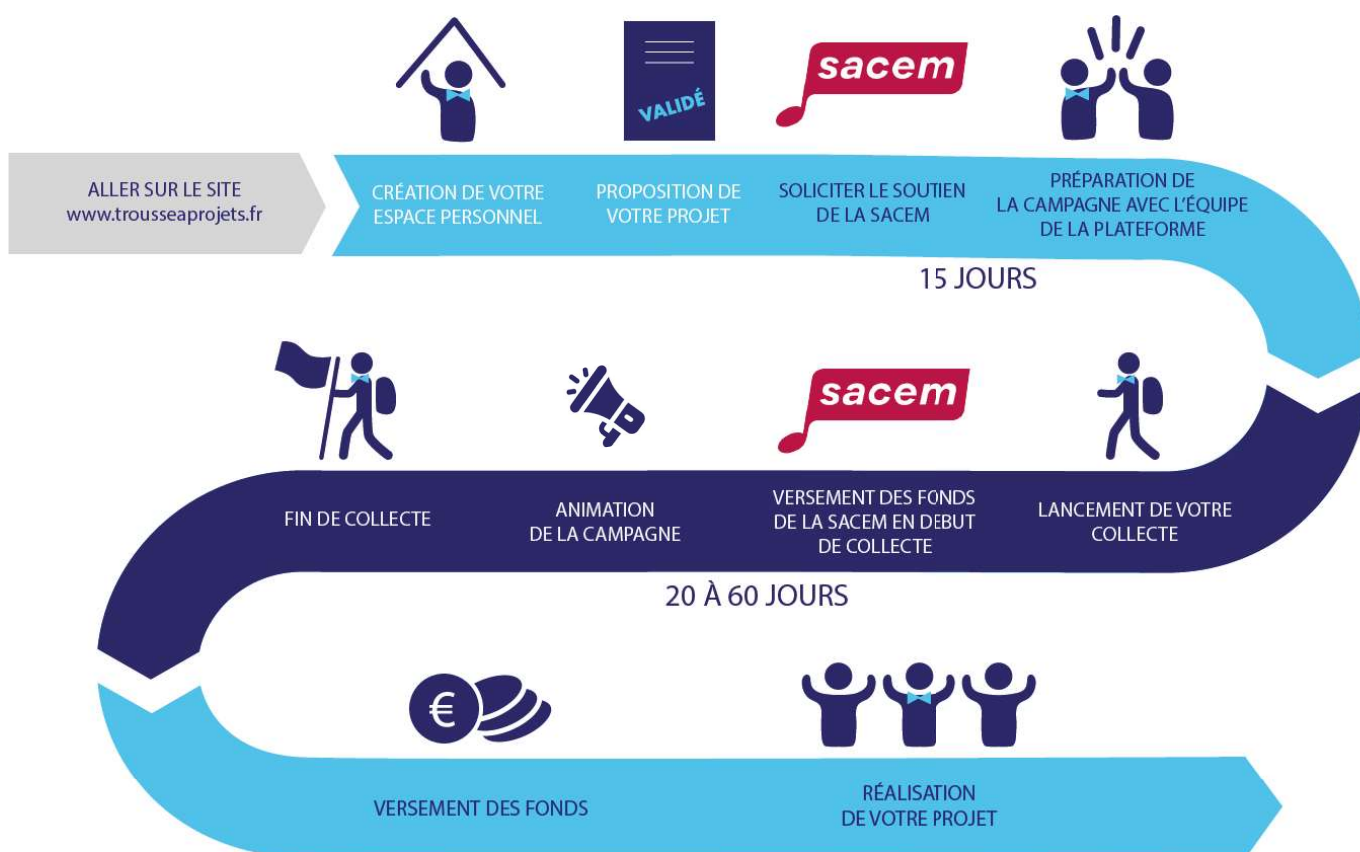 sacem
VALIDÉ
ALLER SUR LE SITE
www.trousseaprojets.fr
CRÉATION DE VOTRE
ESPACE PERSONNEL
PROPOSITION DE
VOTRE PROJET
SOLICITER LE SOUTIEN
DE LA SACEM
PRÉPARATION DE
LA CAMPAGNE AVEC L'ÉQUIPE
DE LA PLATEFORME
15 JOURS
sacem
LANCEMENT DE VOTRE
COLLECTE
VERSEMENT DES FONDS
DE LA SACEM EN DEBUT
DE COLLECTE
ANIMATION
DE LA CAMPAGNE
FIN DE COLLECTE
20 À 60 JOURS
€
VERSEMENT DES FONDS
RÉALISATION
DE VOTRE PROJET